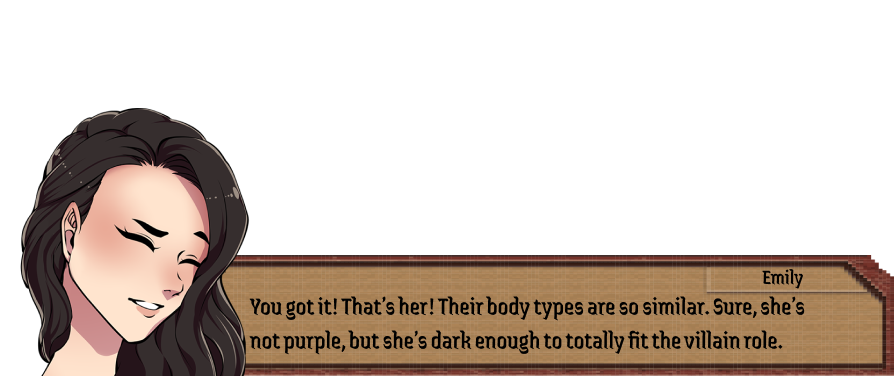 Emily
You got it! That's her! Their body types are so similar. Sure, she's
not purple, but she's dark enough to totally fit the villain role.